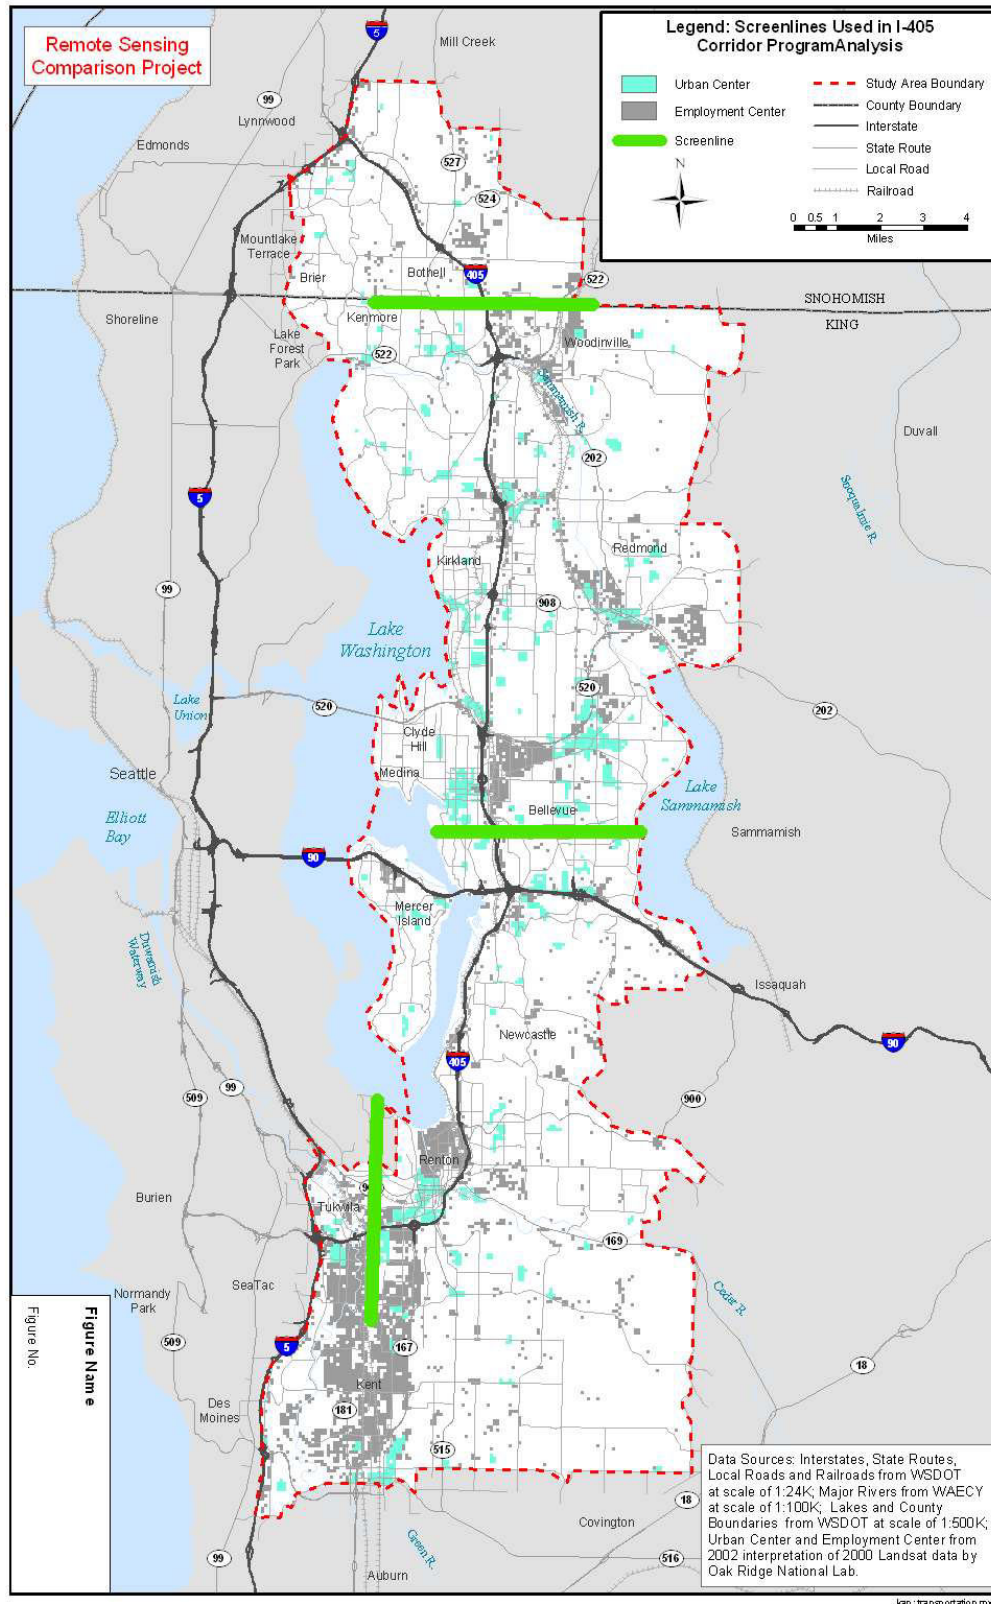 Remote Sensing
Comparison Project
Legend: Screenlines Used in I-405
Corridor ProgramAnalysis
Urban Center
Employment Center
Screenline
Study Area Boundary
County Boundary
Interstate
State Route
Local Road
Railroad
N
0 0.5 1 2 3 4
Miles
5
Mill Creek
99
Lynnwood
Edmonds
527
524
Mountlake
Terrace
Brier
Bothell
405
522
SNOHOMISH
KING
Shoreline
Kenmore
Lake
Forest
Park
522
Woodinville
Sammamish R.
Duvall
202
Snoqualmie R.
5
Redmond
Kirkland
99
908
Lake
Washington
520
Lake
Union
520
202
Clyde
Hill
Seattle
Medina
Lake
Sammamish
Elliott
Bay
Bellevue
Sammamish
90
Mercer
Island
Duwamish
Waterway
Issaquah
Newcastle
90
405
99
509
900
Renton
Burien
Tukwila
169
SeaTac
Normandy
Park
Cedar R.
509
5
167
18
Kent
Des
Moines
181
515
Figure Name
Figure No.
Data Sources: Interstates, State Routes,
Local Roads and Railroads from WSDOT
at scale of 1:24K; Major Rivers from WAECY
at scale of 1:100K; Lakes and County
Boundaries from WSDOT at scale of 1:500K;
Urban Center and Employment Center from
2002 interpretation of 2000 Landsat data by
Oak Ridge National Lab.
18
Covington
Green R.
99
516
Auburn